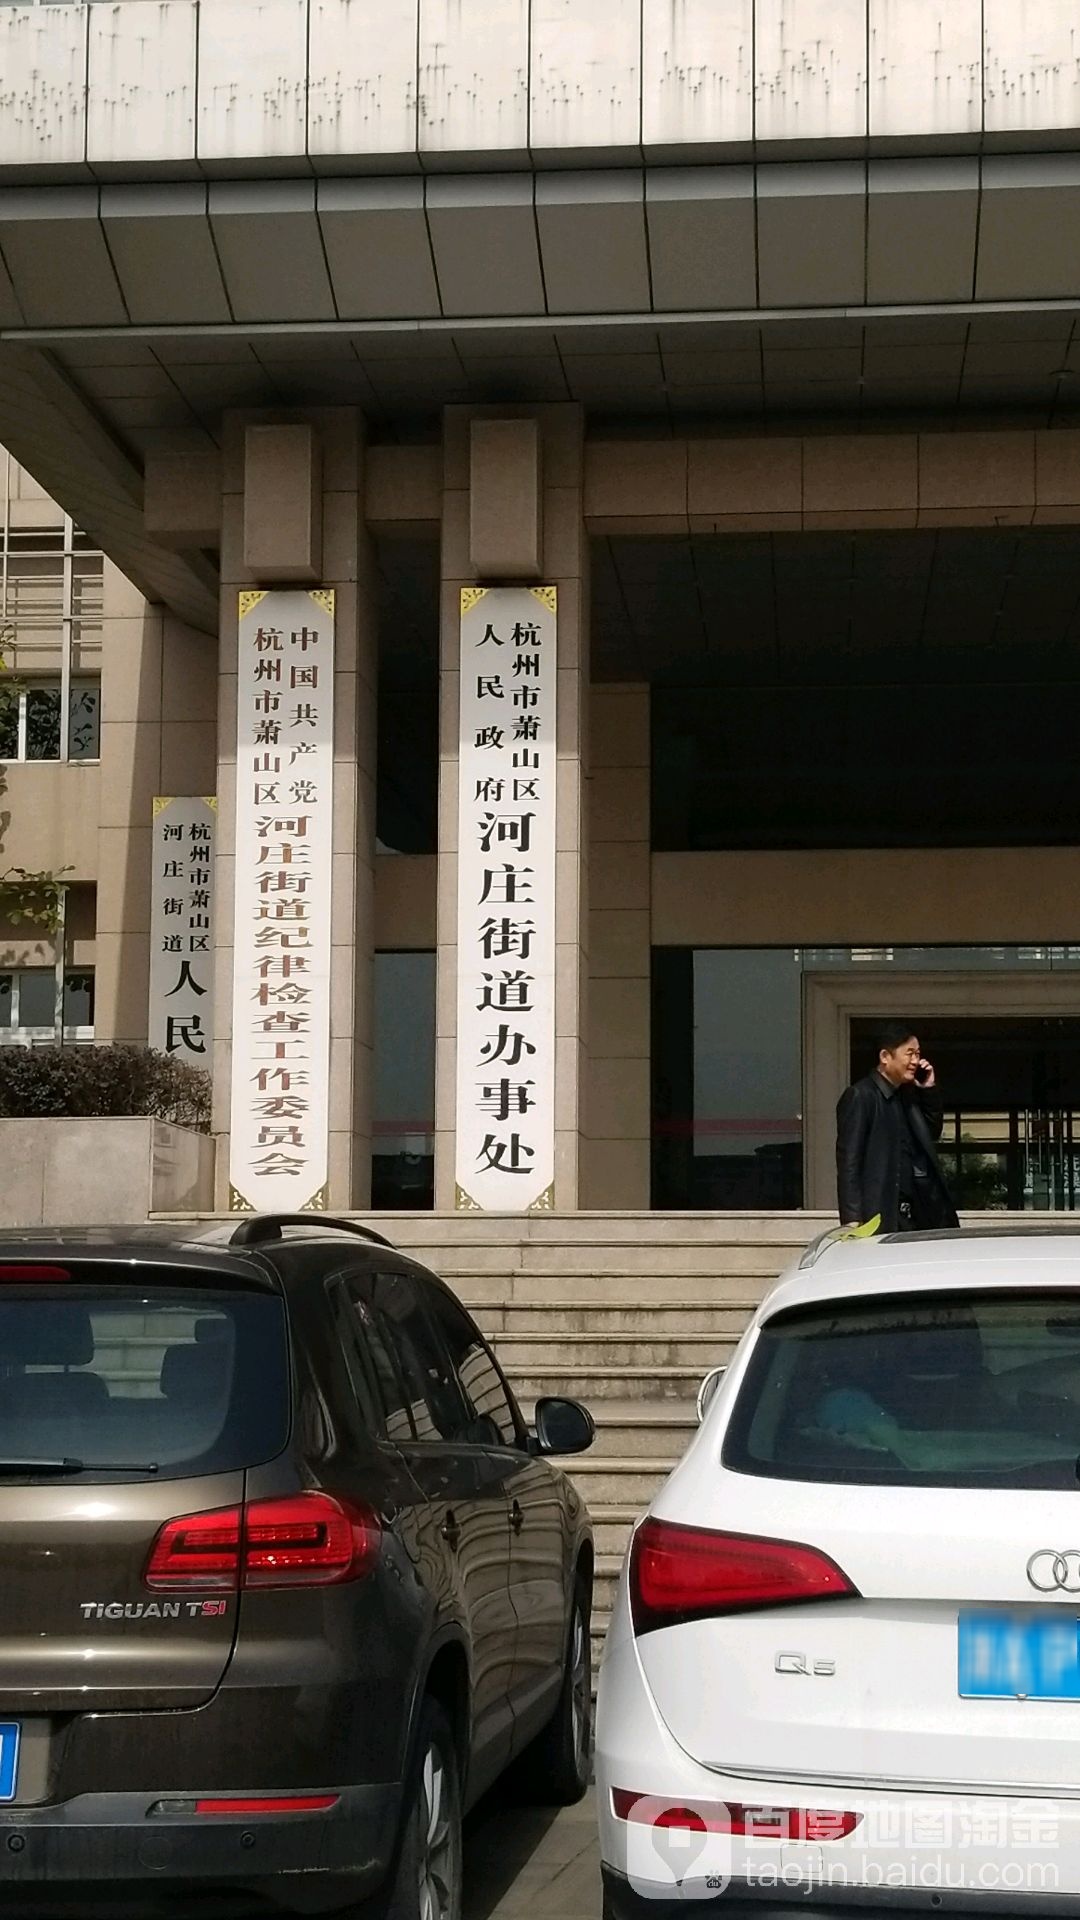 杭州市萧山区
人民政府
河庄街道办事处
中国共产党
杭州市萧山区
河庄街道纪律检查工作委员会
杭州市萧山区
河庄街道
人民
TIGUAN TSI
Q5
百度地图淘金
taojin.baidu.com